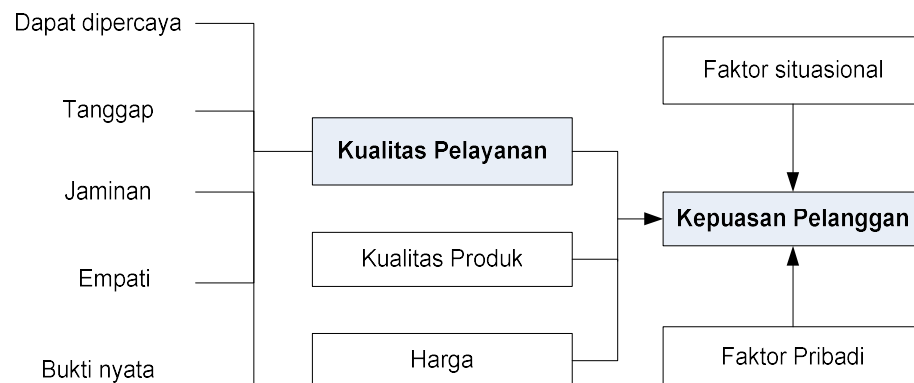 Dapat dipercaya
Tanggap
Jaminan
Empati
Bukti nyata
Kualitas Pelayanan
Kualitas Produk
Harga
Faktor situasional
Kepuasan Pelanggan
Faktor Pribadi